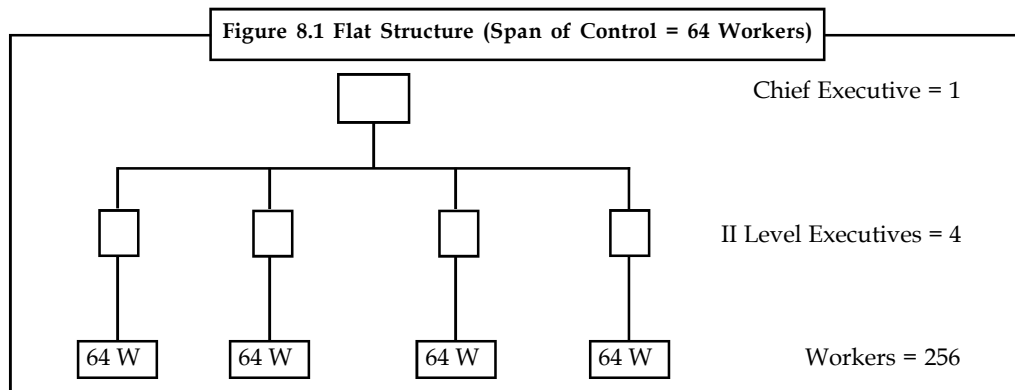 Figure 8.1 Flat Structure (Span of Control = 64 Workers)
Chief Executive = 1
II Level Executives = 4
64 W 64 W 64 W 64 W Workers = 256